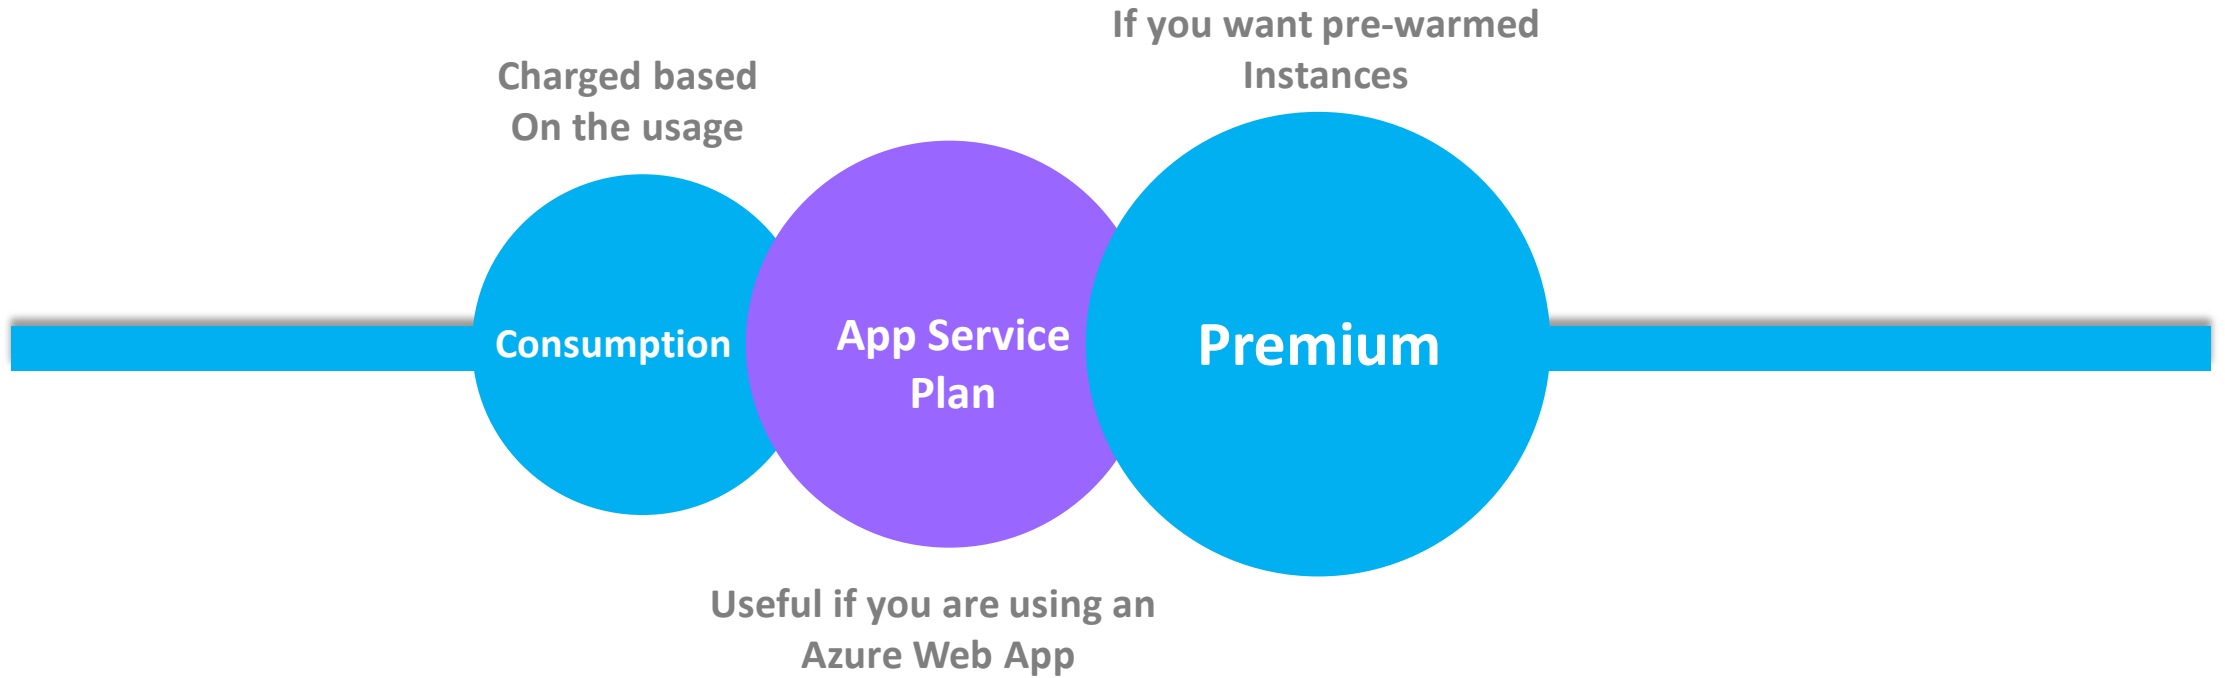 If you want pre-warmed
Instances
Charged based
On the usage
Consumption
App Service
Plan
Premium
Useful if you are using an
Azure Web App